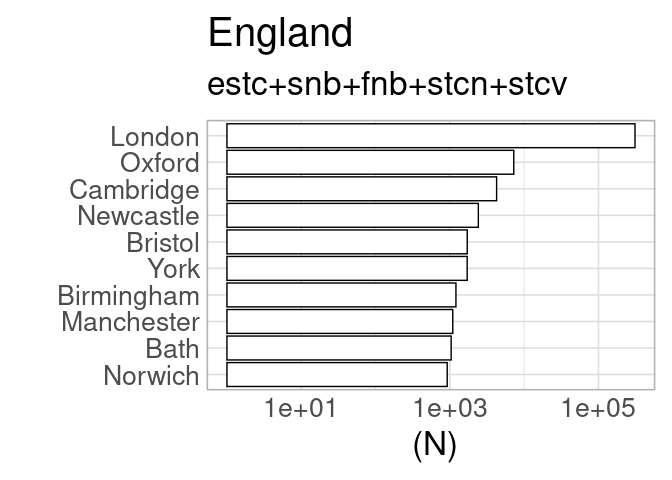 England
estc+snb+fnb+stcn+stcv
London
Oxford
Cambridge
Newcastle
Bristol
York
Birmingham
Manchester
Bath
Norwich
1e+01 1e+03 1e+05
(N)